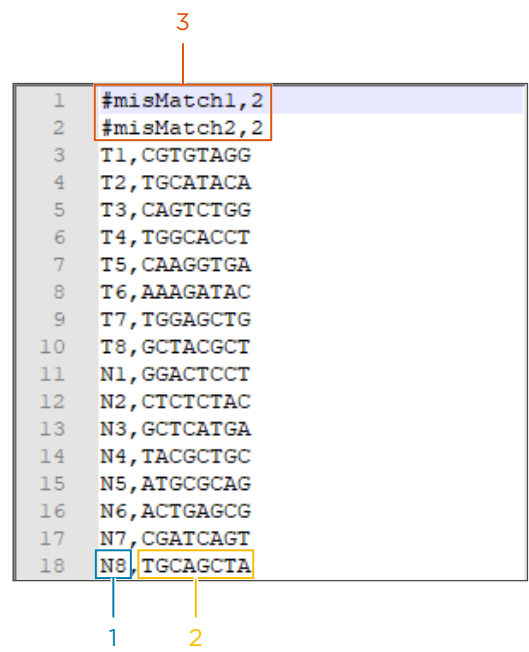 3
1 #misMatch1,2
2 #misMatch2,2
3 T1,CGTGTAGG
4 T2,TGCATACA
5 T3,CAGTCTGG
6 T4,TGGCACCT
7 T5,CAAGGTGA
8 T6,AAAGATAC
9 T7,TGGAGCTG
10 T8,GCTACGCT
11 N1,GGACTCCT
12 N2,CTCTCTAC
13 N3,GCTCATGA
14 N4,TACGCTGC
15 N5,ATGCGCAG
16 N6,ACTGAGCG
17 N7,CGATCAGT
18 N8,TGCAGCTA
1 2